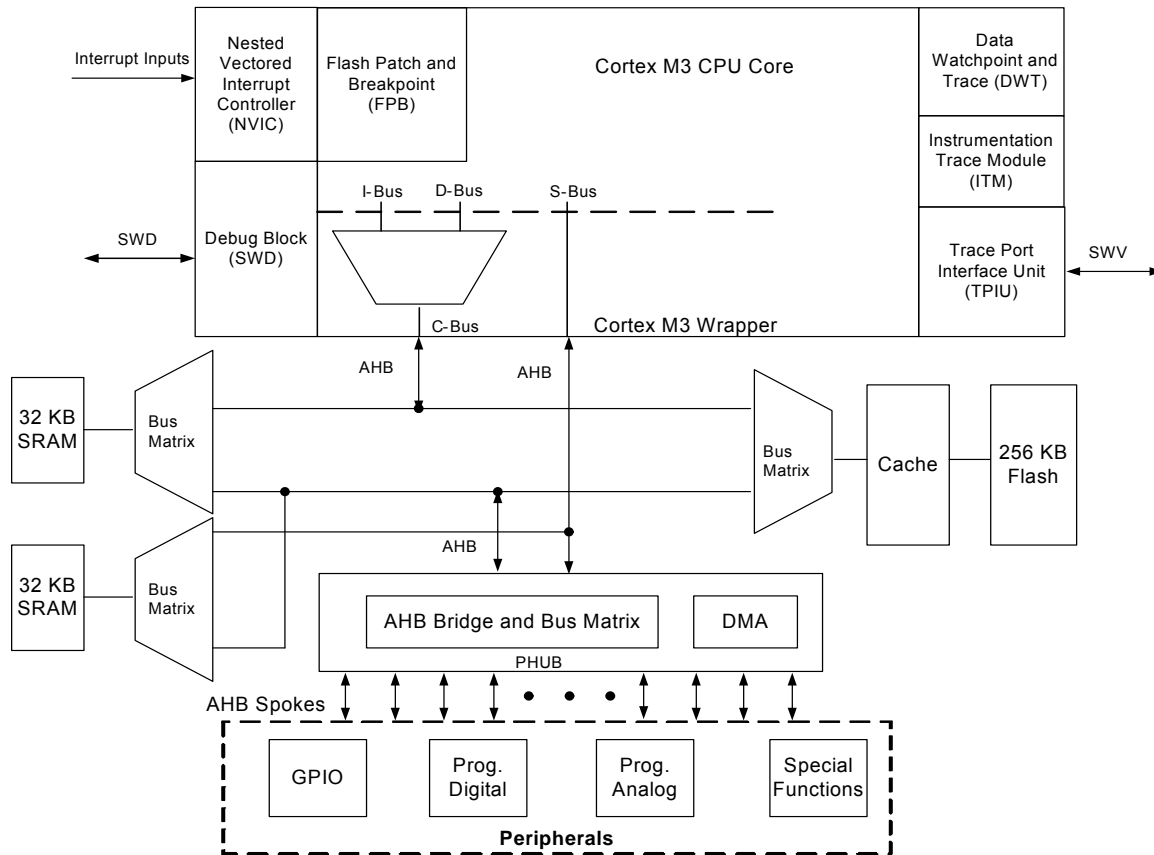 Interrupt Inputs
Nested
Vectored
Interrupt
Controller
(NVIC)
Flash Patch and
Breakpoint
(FPB)
Cortex M3 CPU Core
Data
Watchpoint and
Trace (DWT)
Instrumentation
Trace Module
(ITM)
I-Bus
D-Bus
S-Bus
SWD
Debug Block
(SWD)
Trace Port
Interface Unit
(TPIU)
SWV
C-Bus
Cortex M3 Wrapper
AHB
AHB
32 KB
SRAM
Bus
Matrix
Bus
Matrix
Cache
256 KB
Flash
AHB
32 KB
SRAM
Bus
Matrix
AHB Bridge and Bus Matrix
DMA
PHUB
AHB Spokes
GPIO
Prog.
Digital
Prog.
Analog
Special
Functions
Peripherals